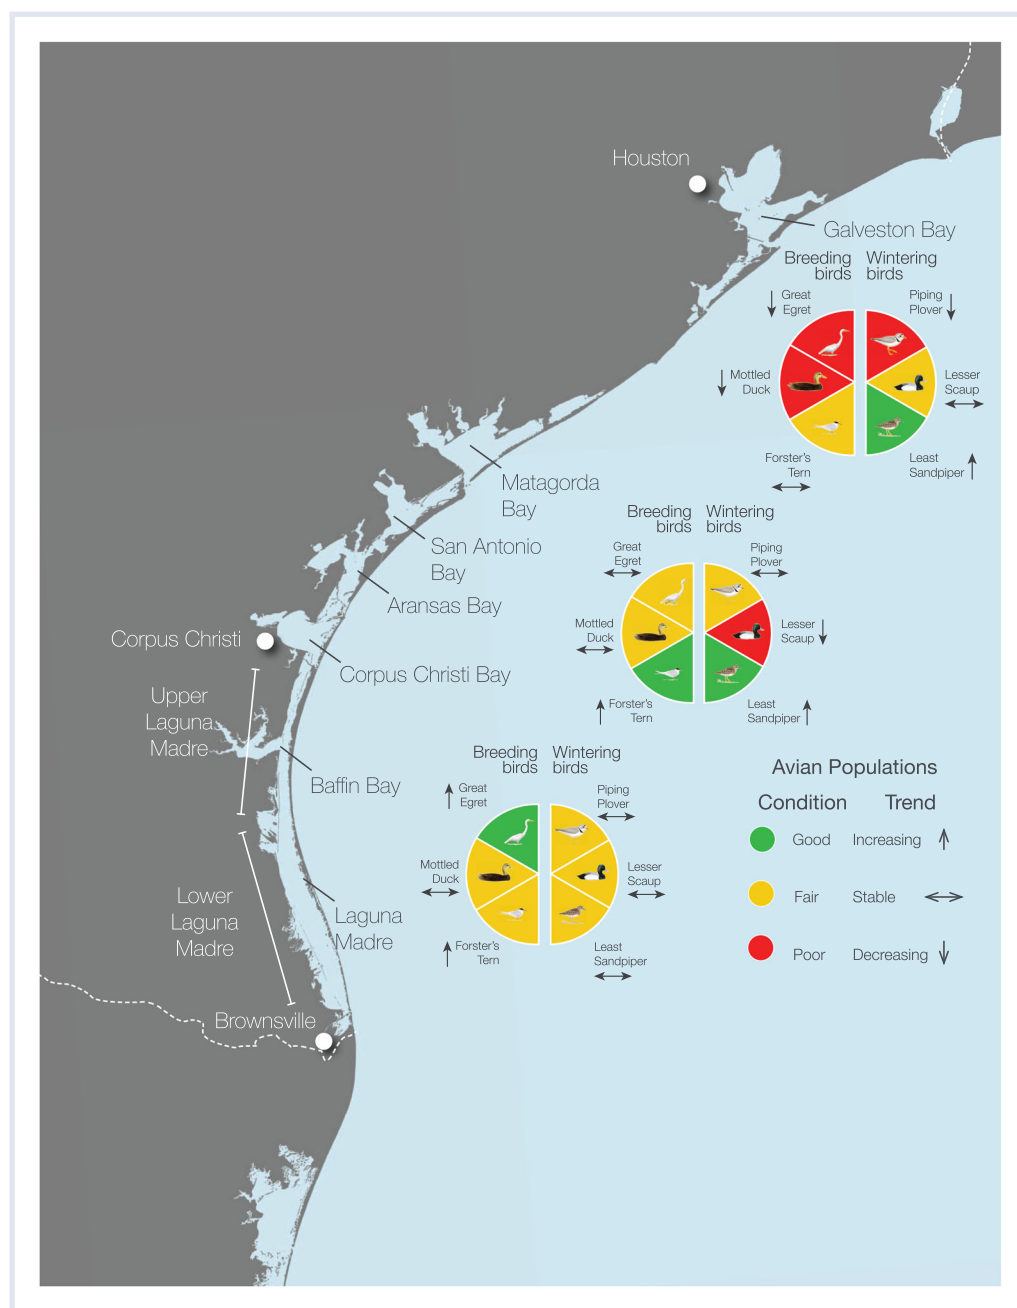 Houston
Galveston Bay
Breeding
birds
Wintering
birds
Great
Egret
Piping
Plover
Mottled
Duck
Lesser
Scaup
Forster's
Tern
Least
Sandpiper
Matagorda
Bay
San Antonio
Bay
Aransas Bay
Breeding
birds
Wintering
birds
Great
Egret
Piping
Plover
Mottled
Duck
Lesser
Scaup
Forster's
Tern
Least
Sandpiper
Corpus Christi
Corpus Christi Bay
Upper
Laguna
Madre
Baffin Bay
Breeding
birds
Wintering
birds
Great
Egret
Piping
Plover
Mottled
Duck
Lesser
Scaup
Forster's
Tern
Least
Sandpiper
Lower
Laguna
Madre
Laguna
Madre
Brownsville
Avian Populations
Condition Trend
Good Increasing
Fair Stable
Poor Decreasing